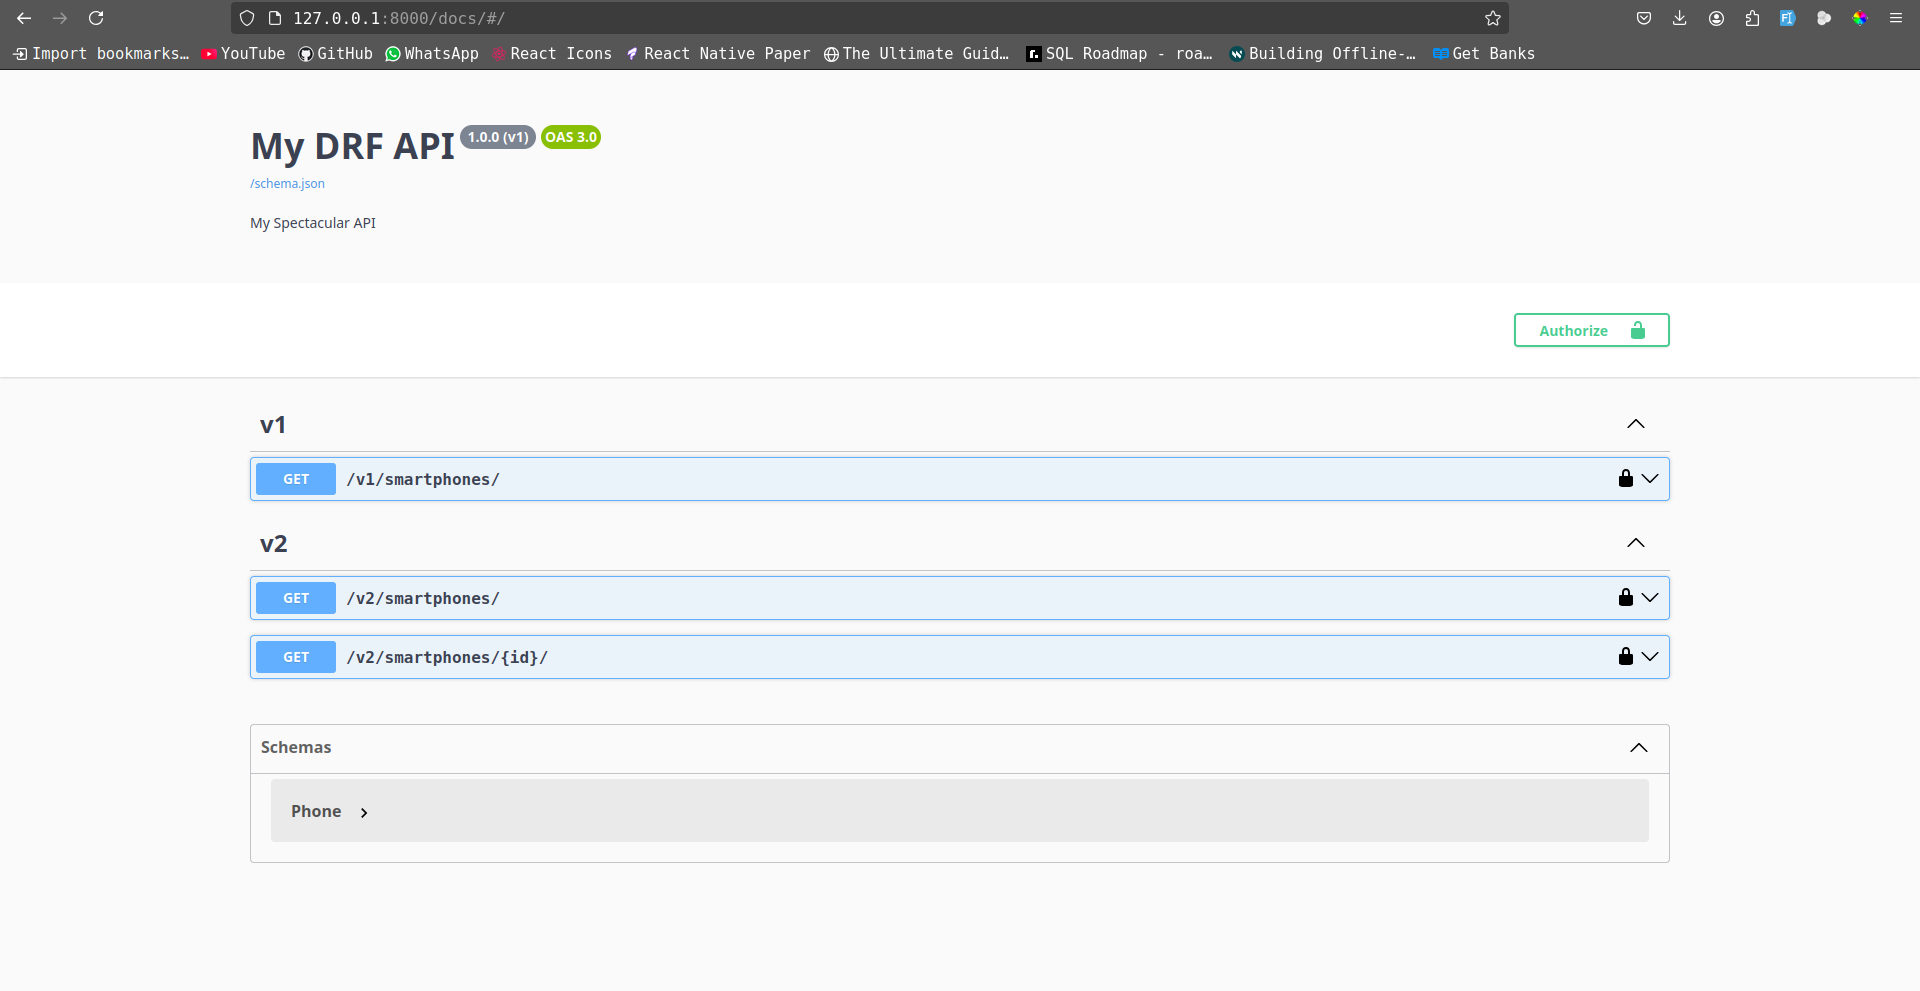 127.0.0.1:8000/docs/#/
Import bookmarks… YouTube GitHub WhatsApp React Icons React Native Paper The Ultimate Guid… SQL Roadmap - roa… Building Offline-… Get Banks
My DRF API 1.0.0 (v1) OAS 3.0
/schema.json
My Spectacular API
Authorize
v1
GET /v1/smartphones/
v2
GET /v2/smartphones/
GET /v2/smartphones/{id}/
Schemas
Phone